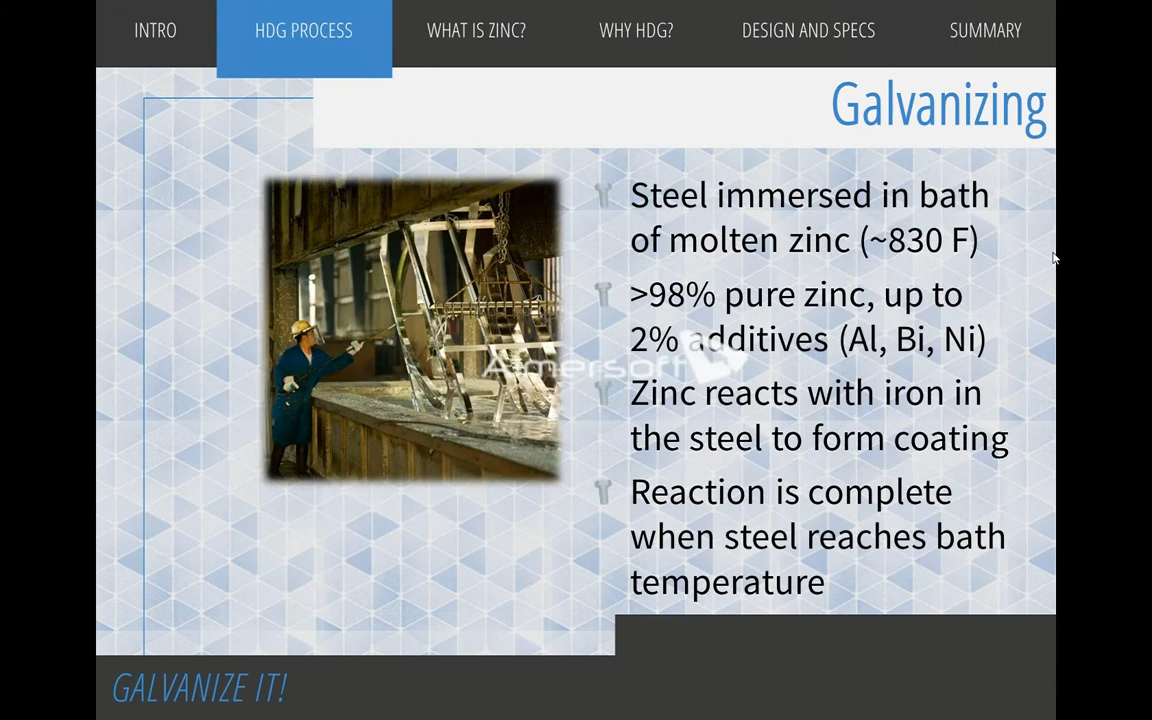 INTRO
HDG PROCESS
WHAT IS ZINC?
WHY HDG?
DESIGN AND SPECS
SUMMARY
Galvanizing
Steel immersed in bath
of molten zinc (~830 F)
>98% pure zinc, up to
2% additives (Al, Bi, Ni)
Zinc reacts with iron in
the steel to form coating
Reaction is complete
when steel reaches bath
temperature
Aimersoft
GALVANIZE IT!